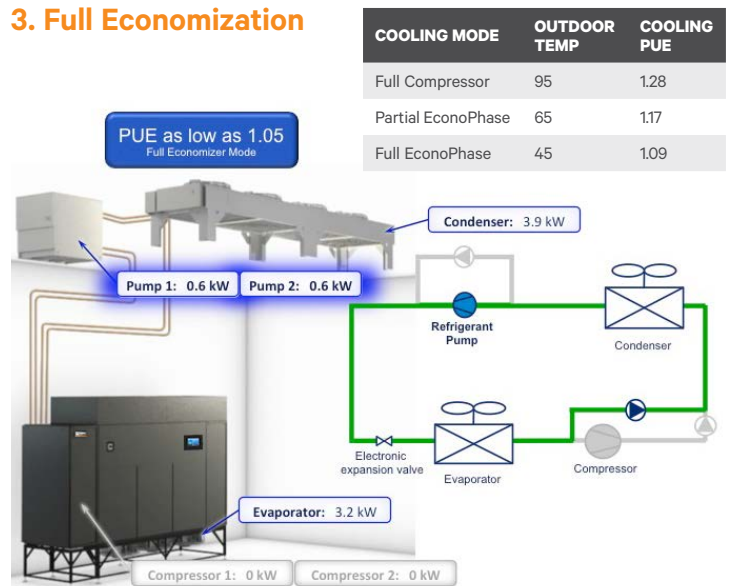 3. Full Economization
COOLING MODE OUTDOOR TEMP COOLING PUE
Full Compressor 95 1.28
Partial EconoPhase 65 1.17
Full EconoPhase 45 1.09
PUE as low as 1.05
Full Economizer Mode
Condenser: 3.9 kW
Pump 1: 0.6 kW
Pump 2: 0.6 kW
Refrigerant
Pump
Condenser
Electronic
expansion valve
Evaporator
Compressor
Evaporator: 3.2 kW
Compressor 1: 0 kW
Compressor 2: 0 kW